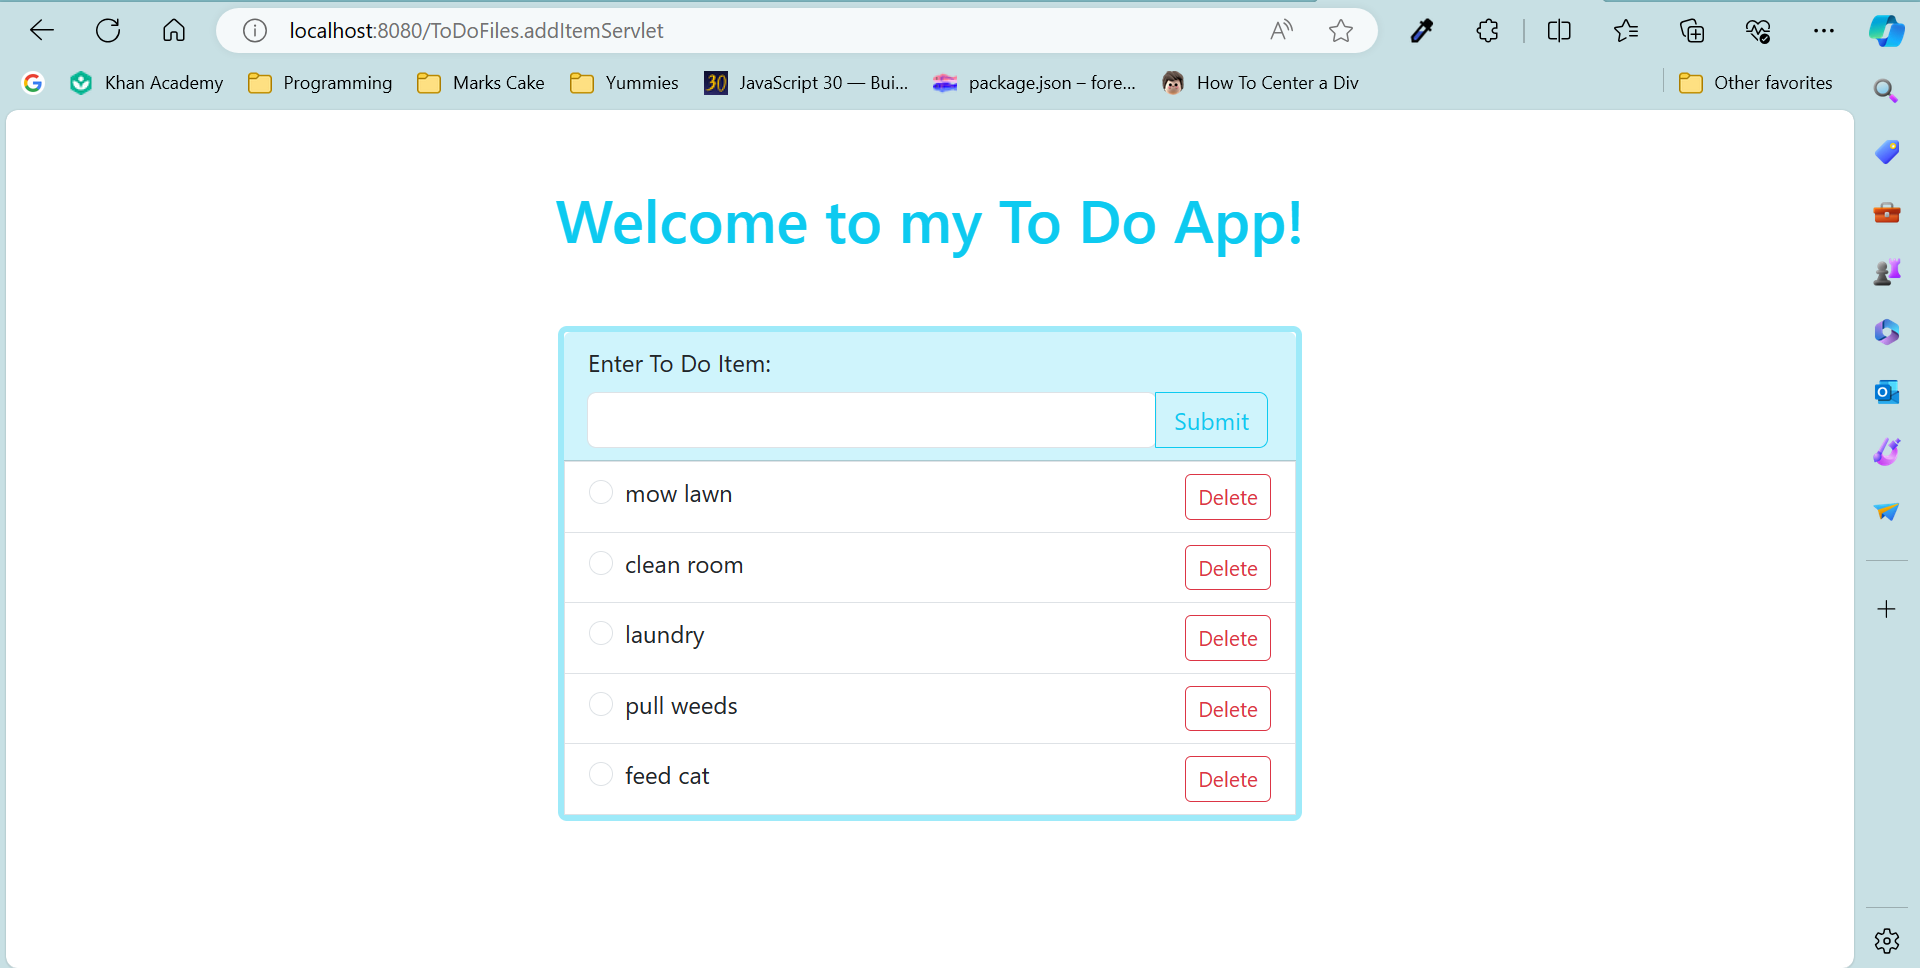 localhost:8080/ToDoFiles.addItemServlet
Khan Academy Programming Marks Cake Yummies 30 JavaScript 30 — Bui... package.json – fore... How To Center a Div Other favorites
Welcome to my To Do App!
Enter To Do Item:
Submit
mow lawn Delete
clean room Delete
laundry Delete
pull weeds Delete
feed cat Delete